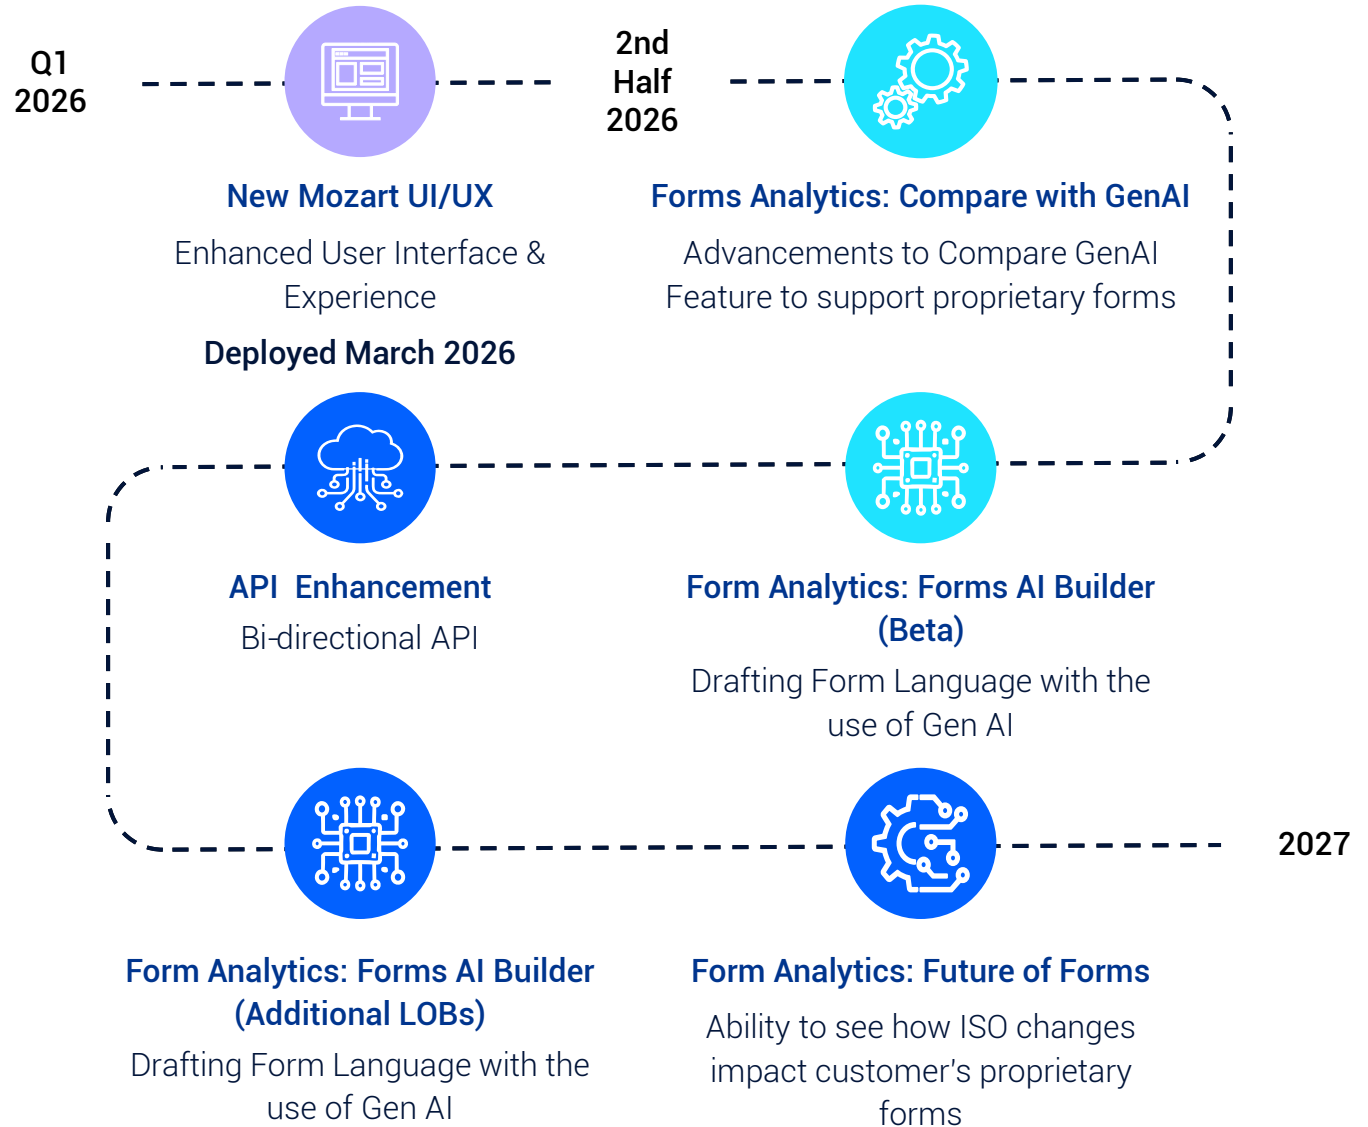 Q1
2026
2nd
Half
2026
New Mozart UI/UX
Enhanced User Interface &
Experience
Deployed March 2026
Forms Analytics: Compare with GenAI
Advancements to Compare GenAI
Feature to support proprietary forms
API  Enhancement
Bi-directional API
Form Analytics: Forms AI Builder
(Beta)
Drafting Form Language with the
use of Gen AI
2027
Form Analytics: Forms AI Builder
(Additional LOBs)
Drafting Form Language with the
use of Gen AI
Form Analytics: Future of Forms
Ability to see how ISO changes
impact customer's proprietary
forms